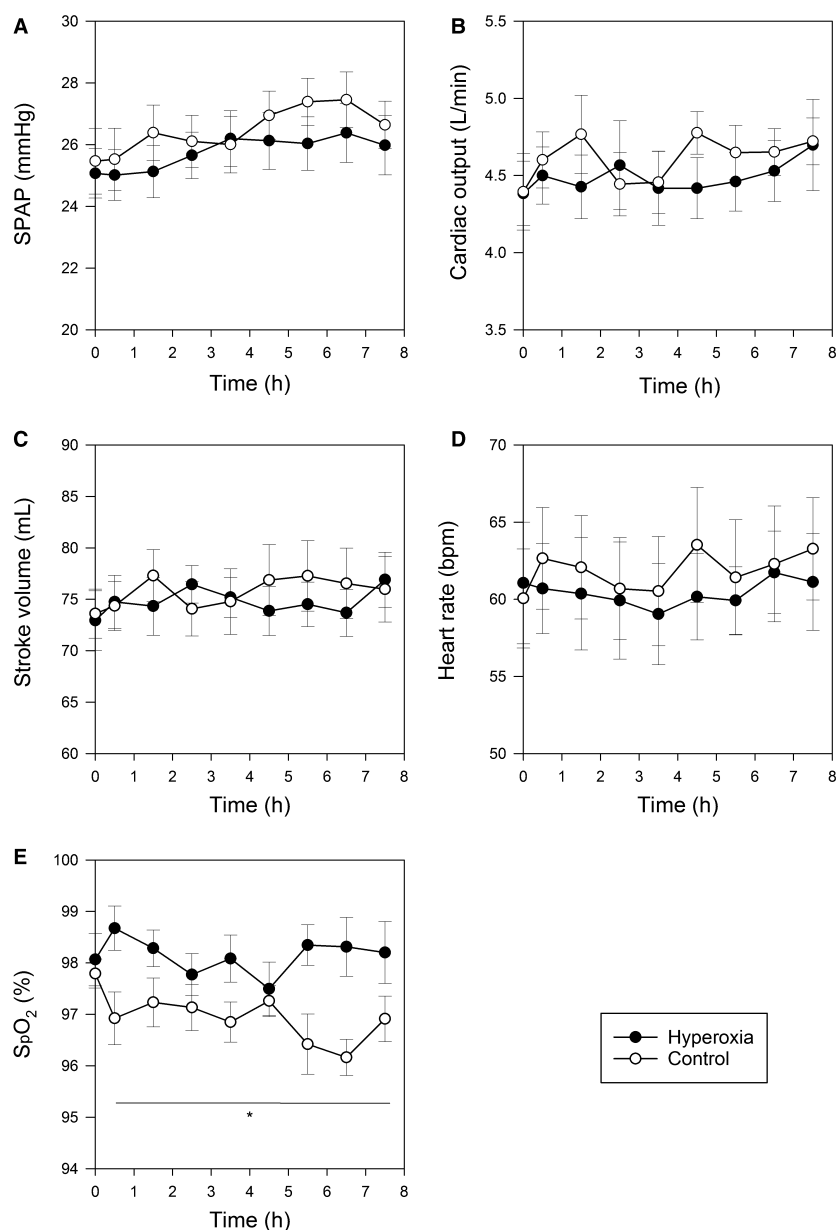 A
30
28
26
24
22
20
SPAP (mmHg)
0 1 2 3 4 5 6 7 8
Time (h)
B
5.0
4.5
4.0
3.5
5.5
Cardiac output (L/min)
0 1 2 3 4 5 6 7 8
Time (h)
C
90
85
80
75
70
65
60
Stroke volume (mL)
0 1 2 3 4 5 6 7 8
Time (h)
D
70
65
60
55
50
Heart rate (bpm)
0 1 2 3 4 5 6 7 8
Time (h)
E
100
99
98
97
96
95
94
SpO₂ (%)
*
0 1 2 3 4 5 6 7 8
Time (h)
Hyperoxia
Control